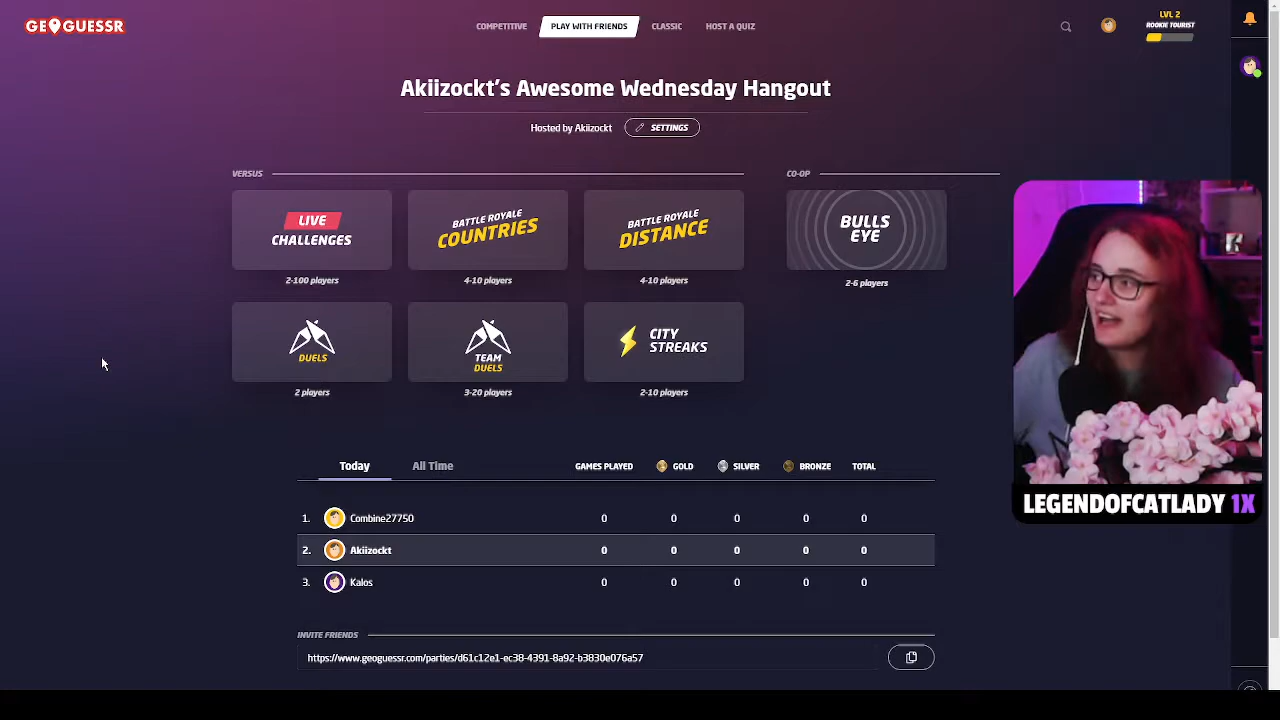 GEOGUESSR
COMPETITIVE
PLAY WITH FRIENDS
CLASSIC
HOST A QUIZ
LVL 2
ROOKIE TOURIST
Akiizockt's Awesome Wednesday Hangout
Hosted by Akiizockt
SETTINGS
VERSUS
CO-OP
LIVE
CHALLENGES
2-100 players
BATTLE ROYALE
COUNTRIES
4-10 players
BATTLE ROYALE
DISTANCE
4-10 players
BULLS
EYE
2-6 players
DUELS
2 players
TEAM
DUELS
3-20 players
CITY
STREAKS
2-10 players
LEGENDOFCATLADY 1X
Today All Time GAMES PLAYED GOLD SILVER BRONZE TOTAL
1. Combine27750 0 0 0 0 0
2. Akiizockt 0 0 0 0 0
3. Kalos 0 0 0 0 0
INVITE FRIENDS
https://www.geoguessr.com/parties/d61c12e1-ec38-4391-8a92-b3830e076a57